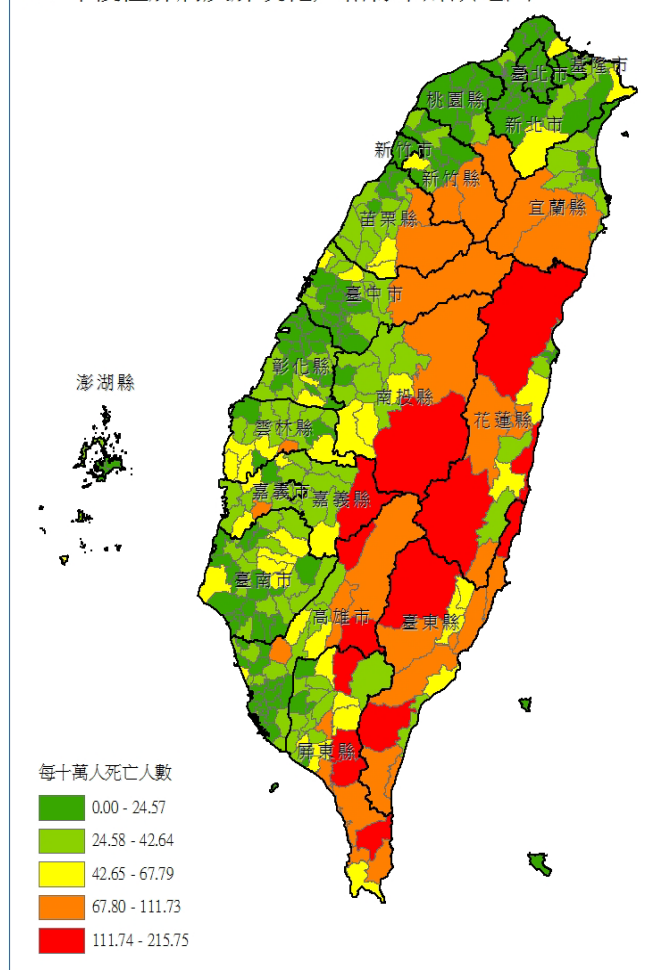 基隆市
臺北市
桃園縣
新北市
新竹市
新竹縣
宜蘭縣
苗栗縣
臺中市
彰化縣
澎湖縣
南投縣
花蓮縣
雲林縣
嘉義市
嘉義縣
臺南市
高雄市
臺東縣
屏東縣
每十萬人死亡人數
0.00 - 24.57
24.58 - 42.64
42.65 - 67.79
67.80 - 111.73
111.74 - 215.75